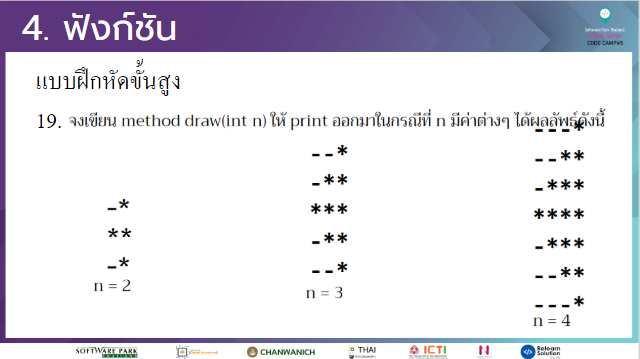 4. ฟังก์ชัน
Software Park Thailand
CODE CAMPUS
แบบฝึกหัดขั้นสูง
19. จงเขียน method draw(int n) ให้ print ออกมาในกรณีที่ n มีค่าต่างๆ ได้ผลลัพธ์ดังนี้
-*
**
-*
n = 2
--*
-**
***
-**
--*
n = 3
---*
--**
-***
****
-***
--**
---*
n = 4
SOFTWARE PARK
THAILAND
CHANWANICH
THAI
ICTI
Relearn
Solution